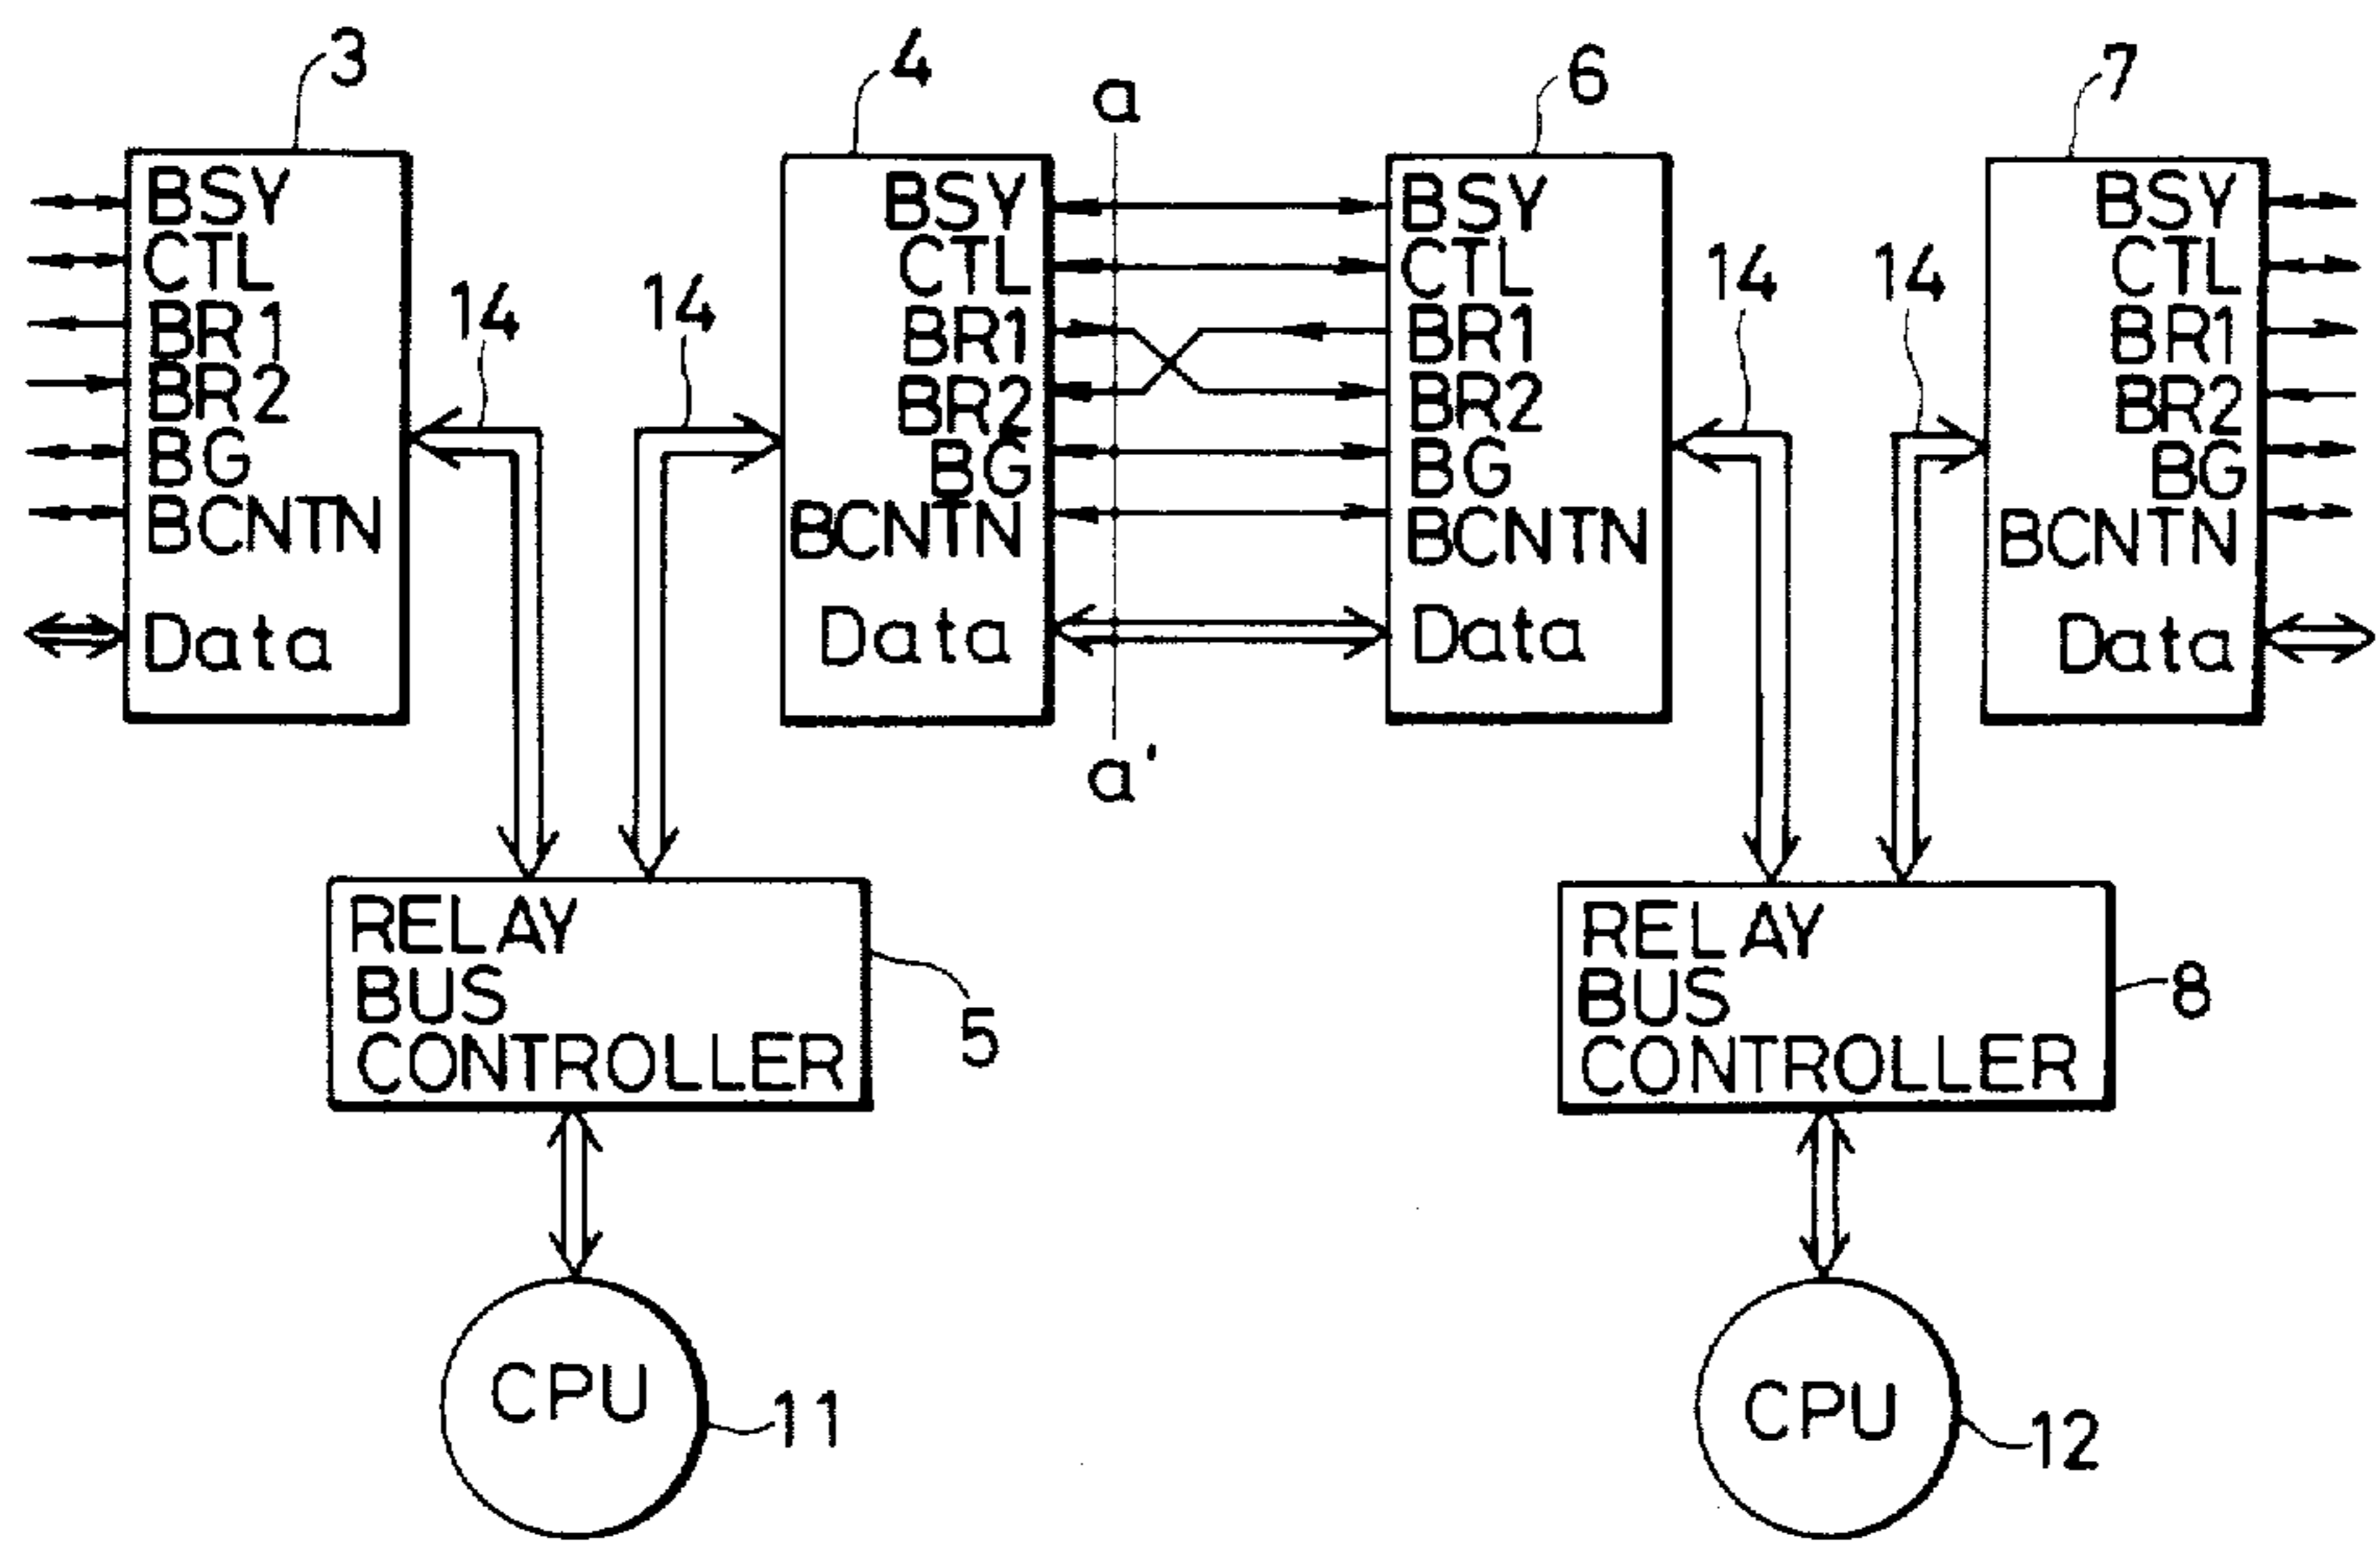 3
4
a
6
7
BSY
CTL
BR1
BR2
BG
BCNTN
Data
14
14
BSY
CTL
BR1
BR2
BG
BCNTN
Data
a'
BSY
CTL
BR1
BR2
BG
BCNTN
Data
14
14
BSY
CTL
BR1
BR2
BG
BCNTN
Data
RELAY
BUS
CONTROLLER
5
RELAY
BUS
CONTROLLER
8
CPU
11
CPU
12